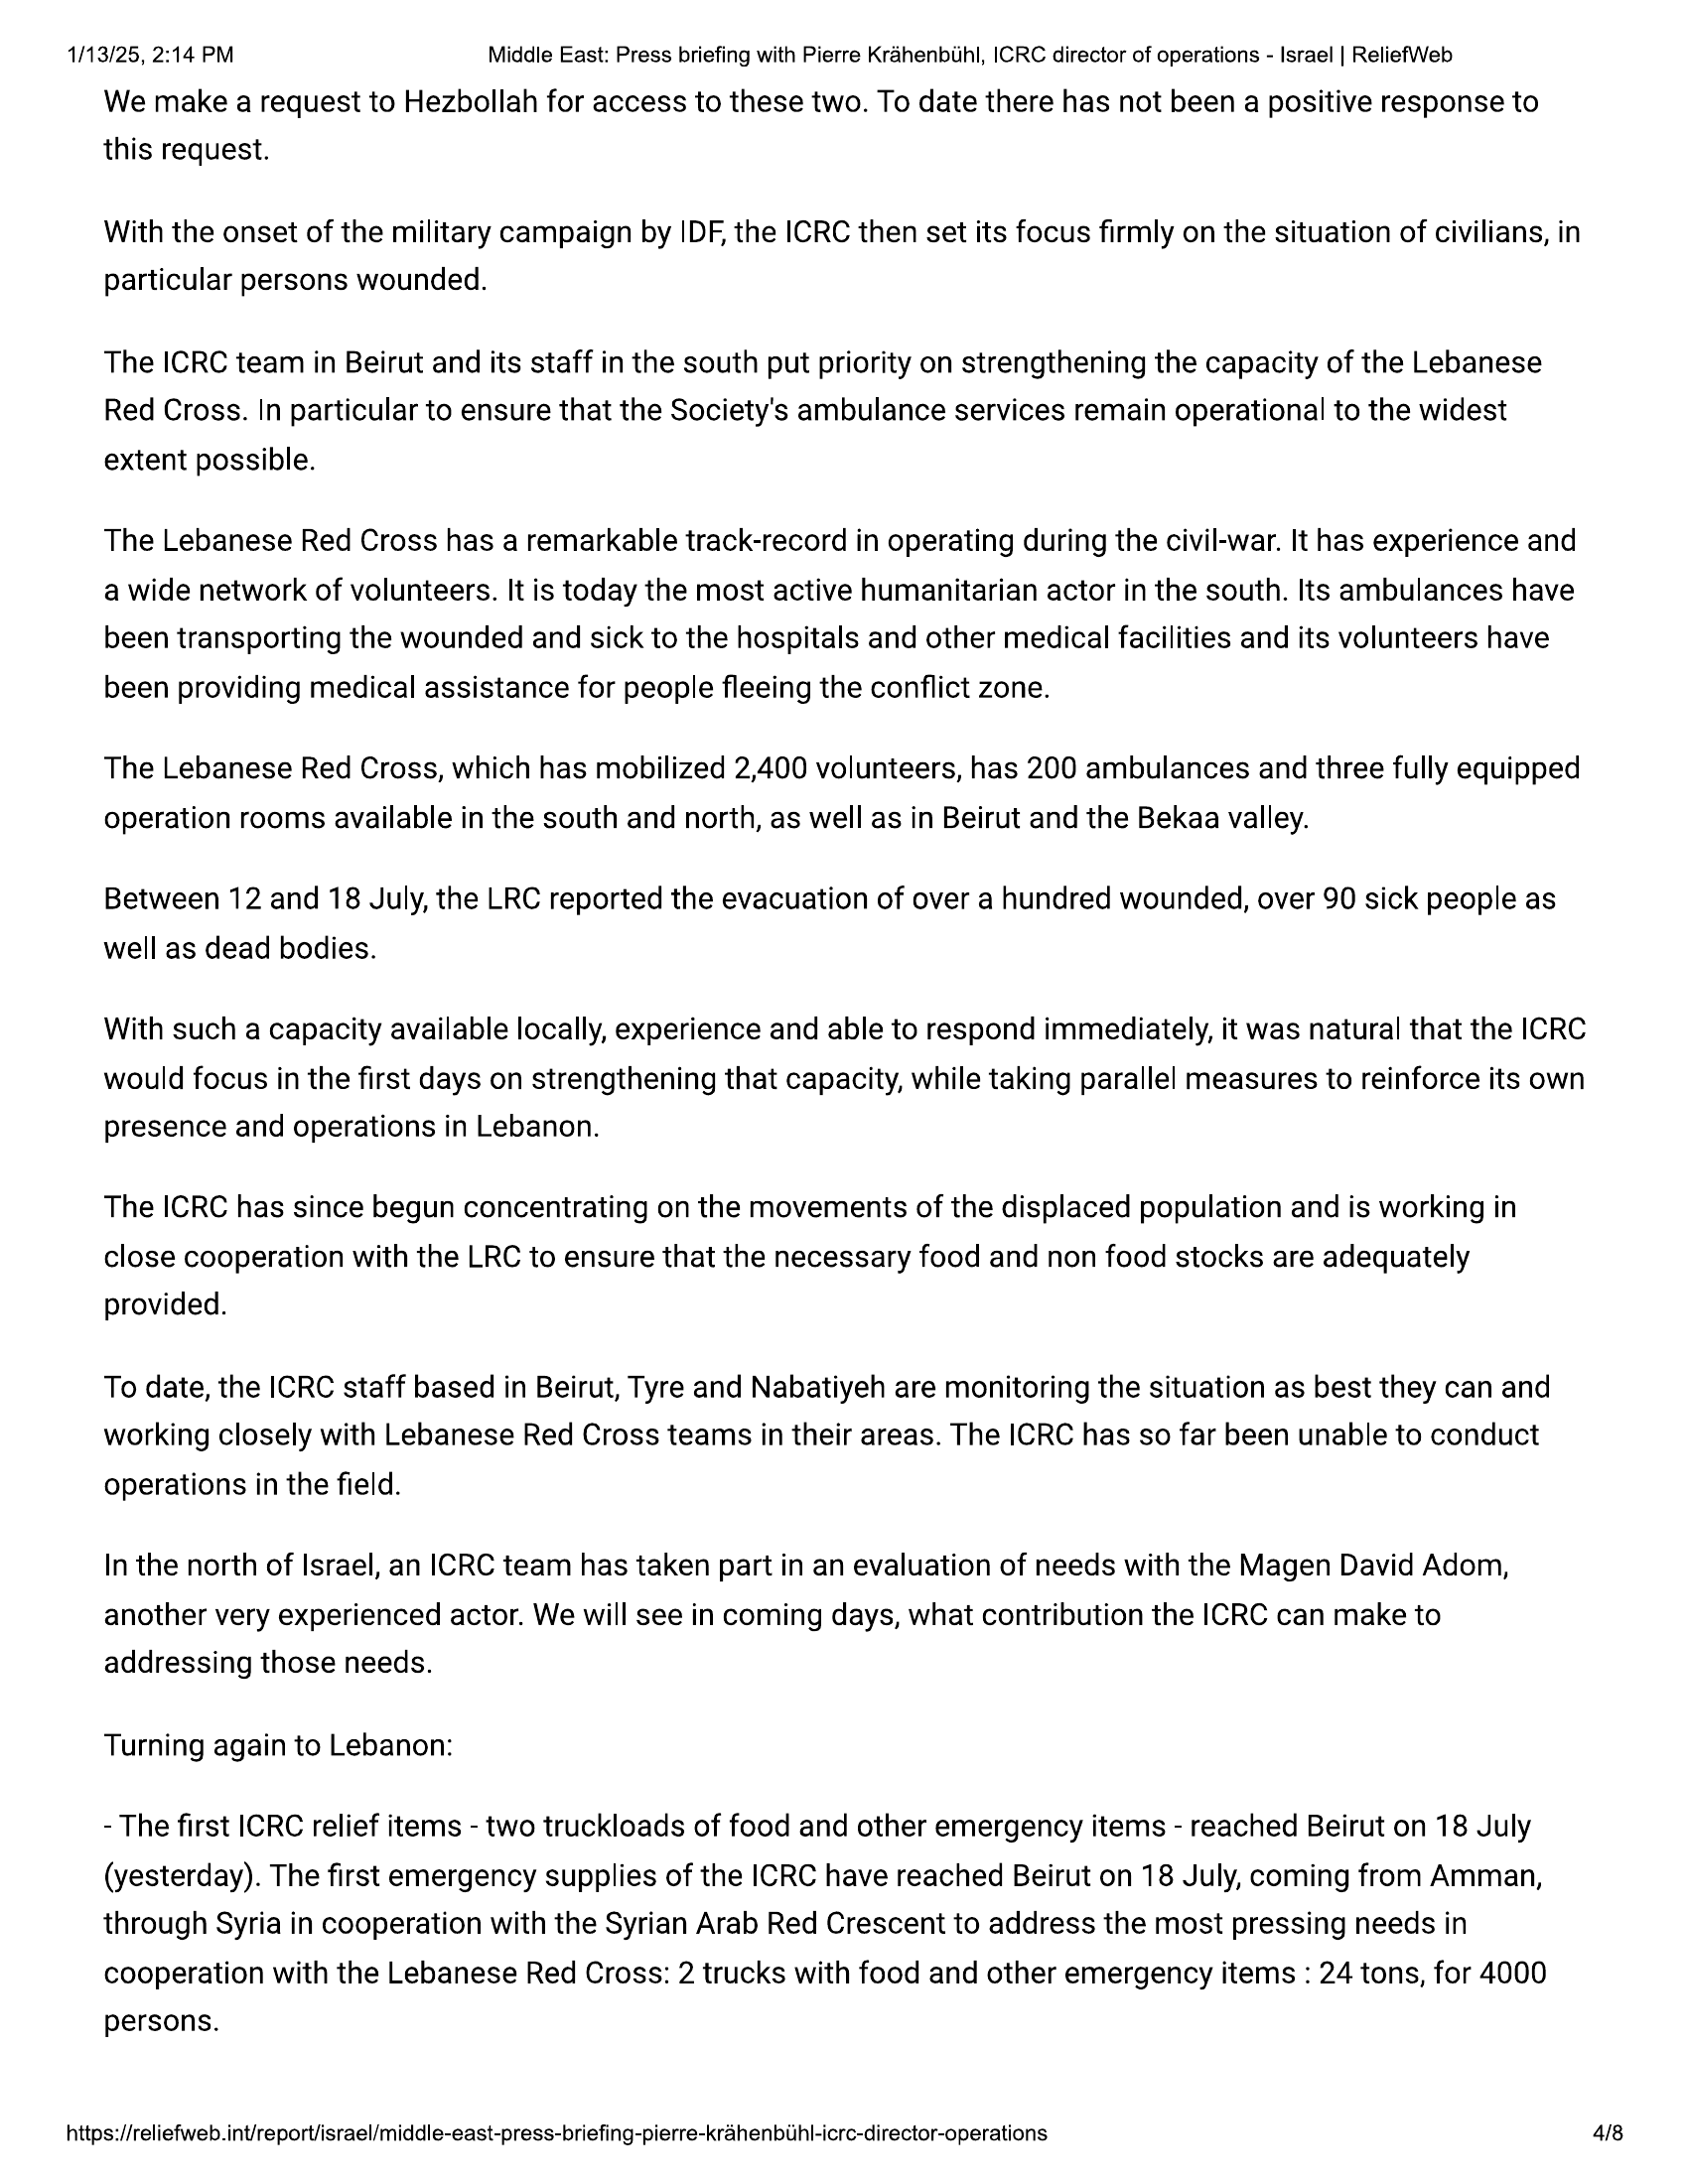 1/13/25, 2:14 PM Middle East: Press briefing with Pierre Krähenbühl, ICRC director of operations - Israel | ReliefWeb
We make a request to Hezbollah for access to these two. To date there has not been a positive response to
this request.
With the onset of the military campaign by IDF, the ICRC then set its focus firmly on the situation of civilians, in
particular persons wounded.
The ICRC team in Beirut and its staff in the south put priority on strengthening the capacity of the Lebanese
Red Cross. In particular to ensure that the Society's ambulance services remain operational to the widest
extent possible.
The Lebanese Red Cross has a remarkable track-record in operating during the civil-war. It has experience and
a wide network of volunteers. It is today the most active humanitarian actor in the south. Its ambulances have
been transporting the wounded and sick to the hospitals and other medical facilities and its volunteers have
been providing medical assistance for people fleeing the conflict zone.
The Lebanese Red Cross, which has mobilized 2,400 volunteers, has 200 ambulances and three fully equipped
operation rooms available in the south and north, as well as in Beirut and the Bekaa valley.
Between 12 and 18 July, the LRC reported the evacuation of over a hundred wounded, over 90 sick people as
well as dead bodies.
With such a capacity available locally, experience and able to respond immediately, it was natural that the ICRC
would focus in the first days on strengthening that capacity, while taking parallel measures to reinforce its own
presence and operations in Lebanon.
The ICRC has since begun concentrating on the movements of the displaced population and is working in
close cooperation with the LRC to ensure that the necessary food and non food stocks are adequately
provided.
To date, the ICRC staff based in Beirut, Tyre and Nabatiyeh are monitoring the situation as best they can and
working closely with Lebanese Red Cross teams in their areas. The ICRC has so far been unable to conduct
operations in the field.
In the north of Israel, an ICRC team has taken part in an evaluation of needs with the Magen David Adom,
another very experienced actor. We will see in coming days, what contribution the ICRC can make to
addressing those needs.
Turning again to Lebanon:
- The first ICRC relief items - two truckloads of food and other emergency items - reached Beirut on 18 July
(yesterday). The first emergency supplies of the ICRC have reached Beirut on 18 July, coming from Amman,
through Syria in cooperation with the Syrian Arab Red Crescent to address the most pressing needs in
cooperation with the Lebanese Red Cross: 2 trucks with food and other emergency items : 24 tons, for 4000
persons.
https://reliefweb.int/report/israel/middle-east-press-briefing-pierre-krähenbühl-icrc-director-operations 4/8